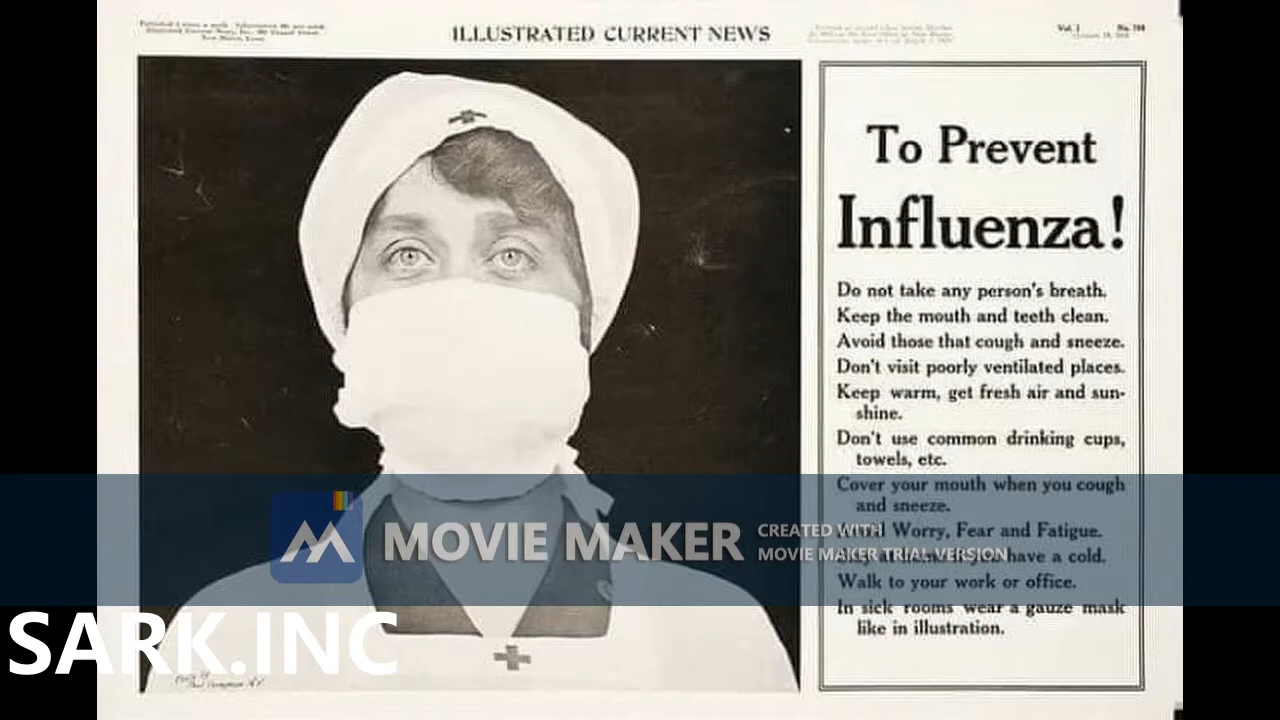 ILLUSTRATED CURRENT NEWS
Vol. 1
To Prevent
Influenza!
Do not take any person's breath.
Keep the mouth and teeth clean.
Avoid those that cough and sneeze.
Don't visit poorly ventilated places.
Keep warm, get fresh air and sun-
shine.
Don't use common drinking cups,
towels, etc.
Cover your mouth when you cough
and sneeze.
Worry, Fear and Fatigue.
have a cold.
Walk to your work or office.
In sick rooms wear a gauze mask
like in illustration.
MOVIE MAKER
CREATED WITH
MOVIE MAKER TRIAL VERSION
SARK.INC